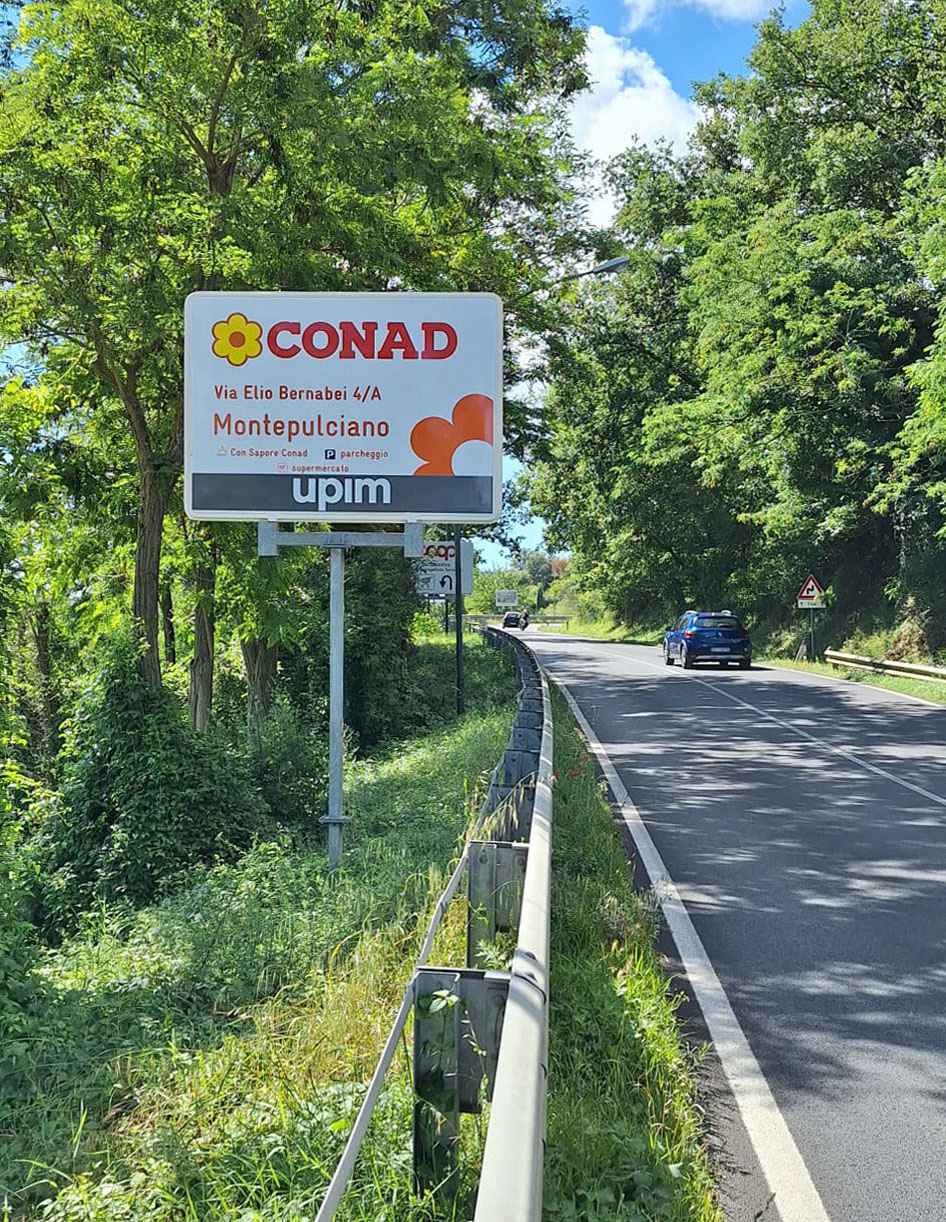 CONAD
Via Elio Bernabei 4/A
Montepulciano
Con Sapore Conad P parcheggio
supermercato
upim